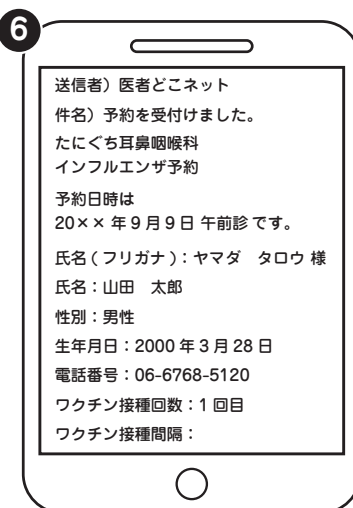 6
送信者）医者どこネット
件名）予約を受付けました。
たにぐち耳鼻咽喉科
インフルエンザ予約
予約日時は
20×× 年 9 月 9 日 午前診 です。
氏名 ( フリガナ )：ヤマダ　タロウ 様
氏名：山田　太郎
性別：男性
生年月日：2000 年 3 月 28 日
電話番号：06-6768-5120
ワクチン接種回数：1 回目
ワクチン接種間隔：